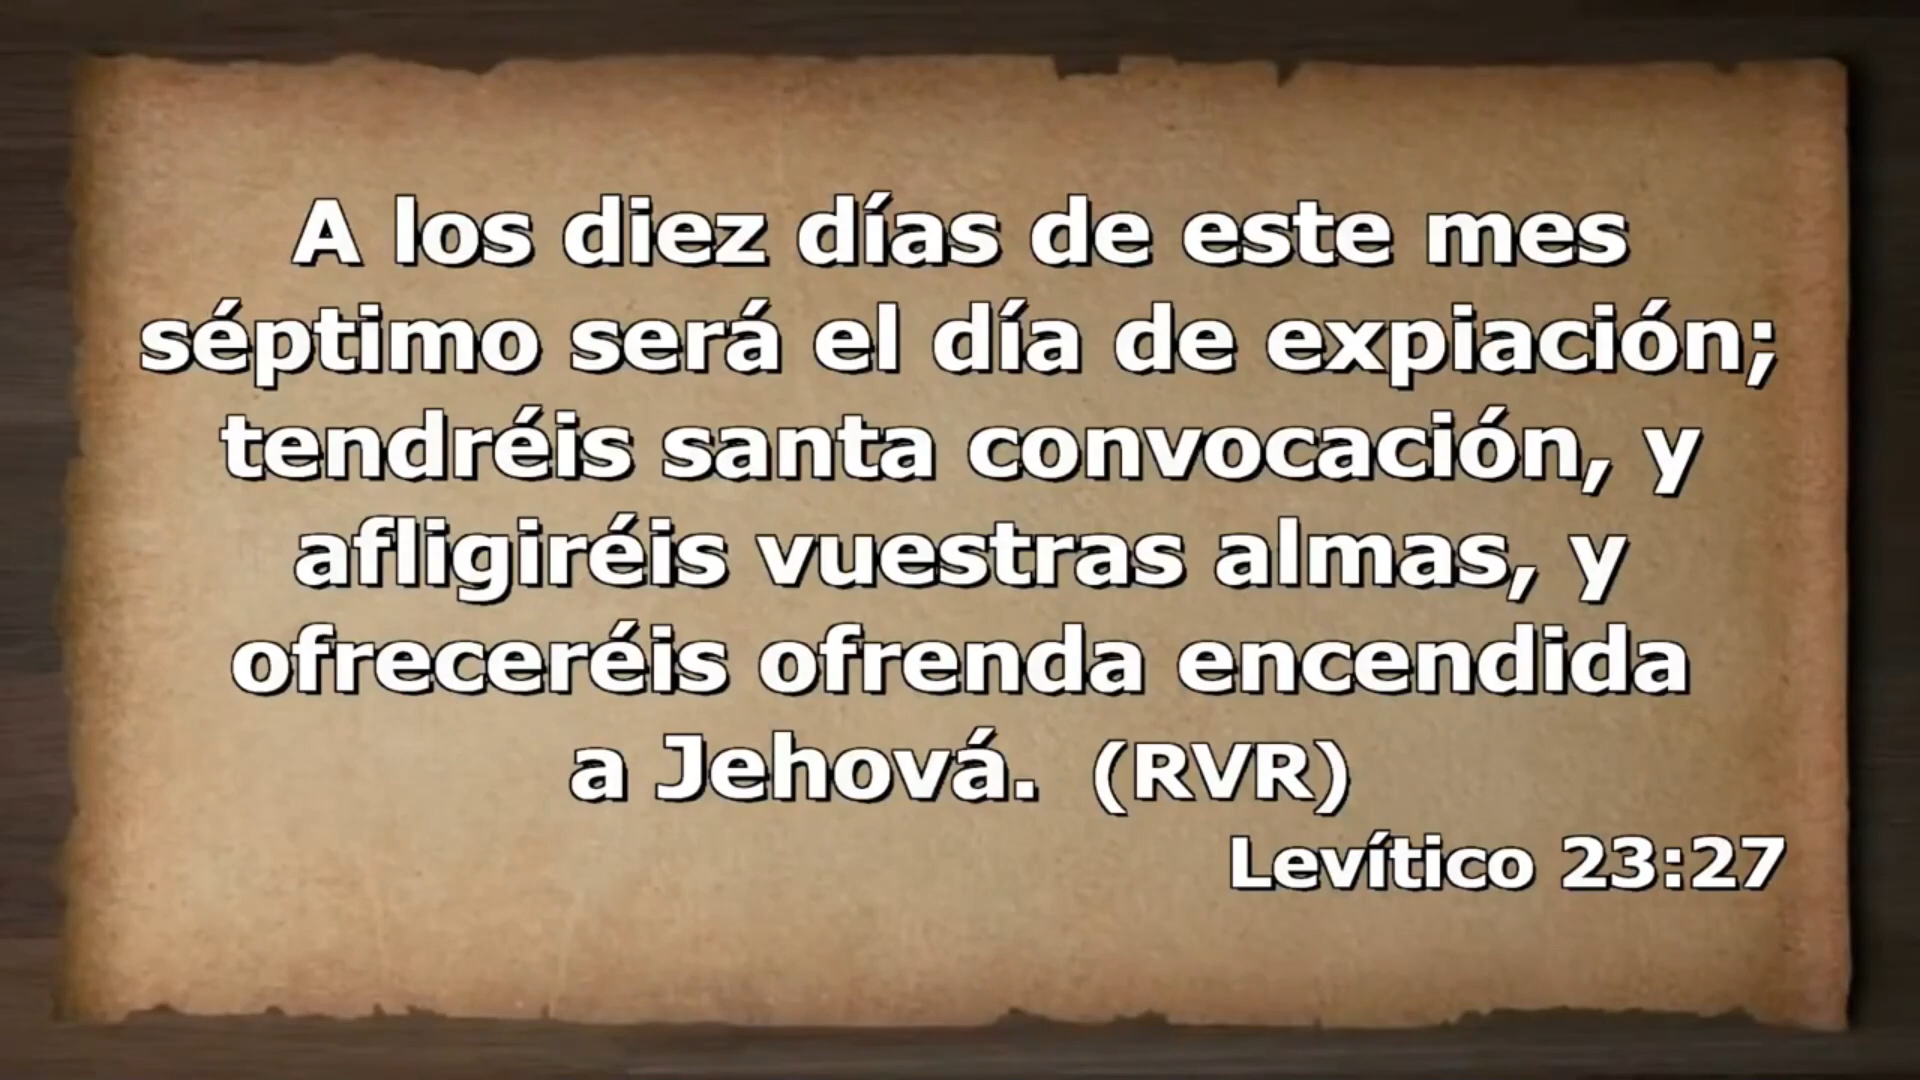 A los diez días de este mes
séptimo será el día de expiación;
tendréis santa convocación, y
afligiréis vuestras almas, y
ofreceréis ofrenda encendida
a Jehová. (RVR)
Levítico 23:27